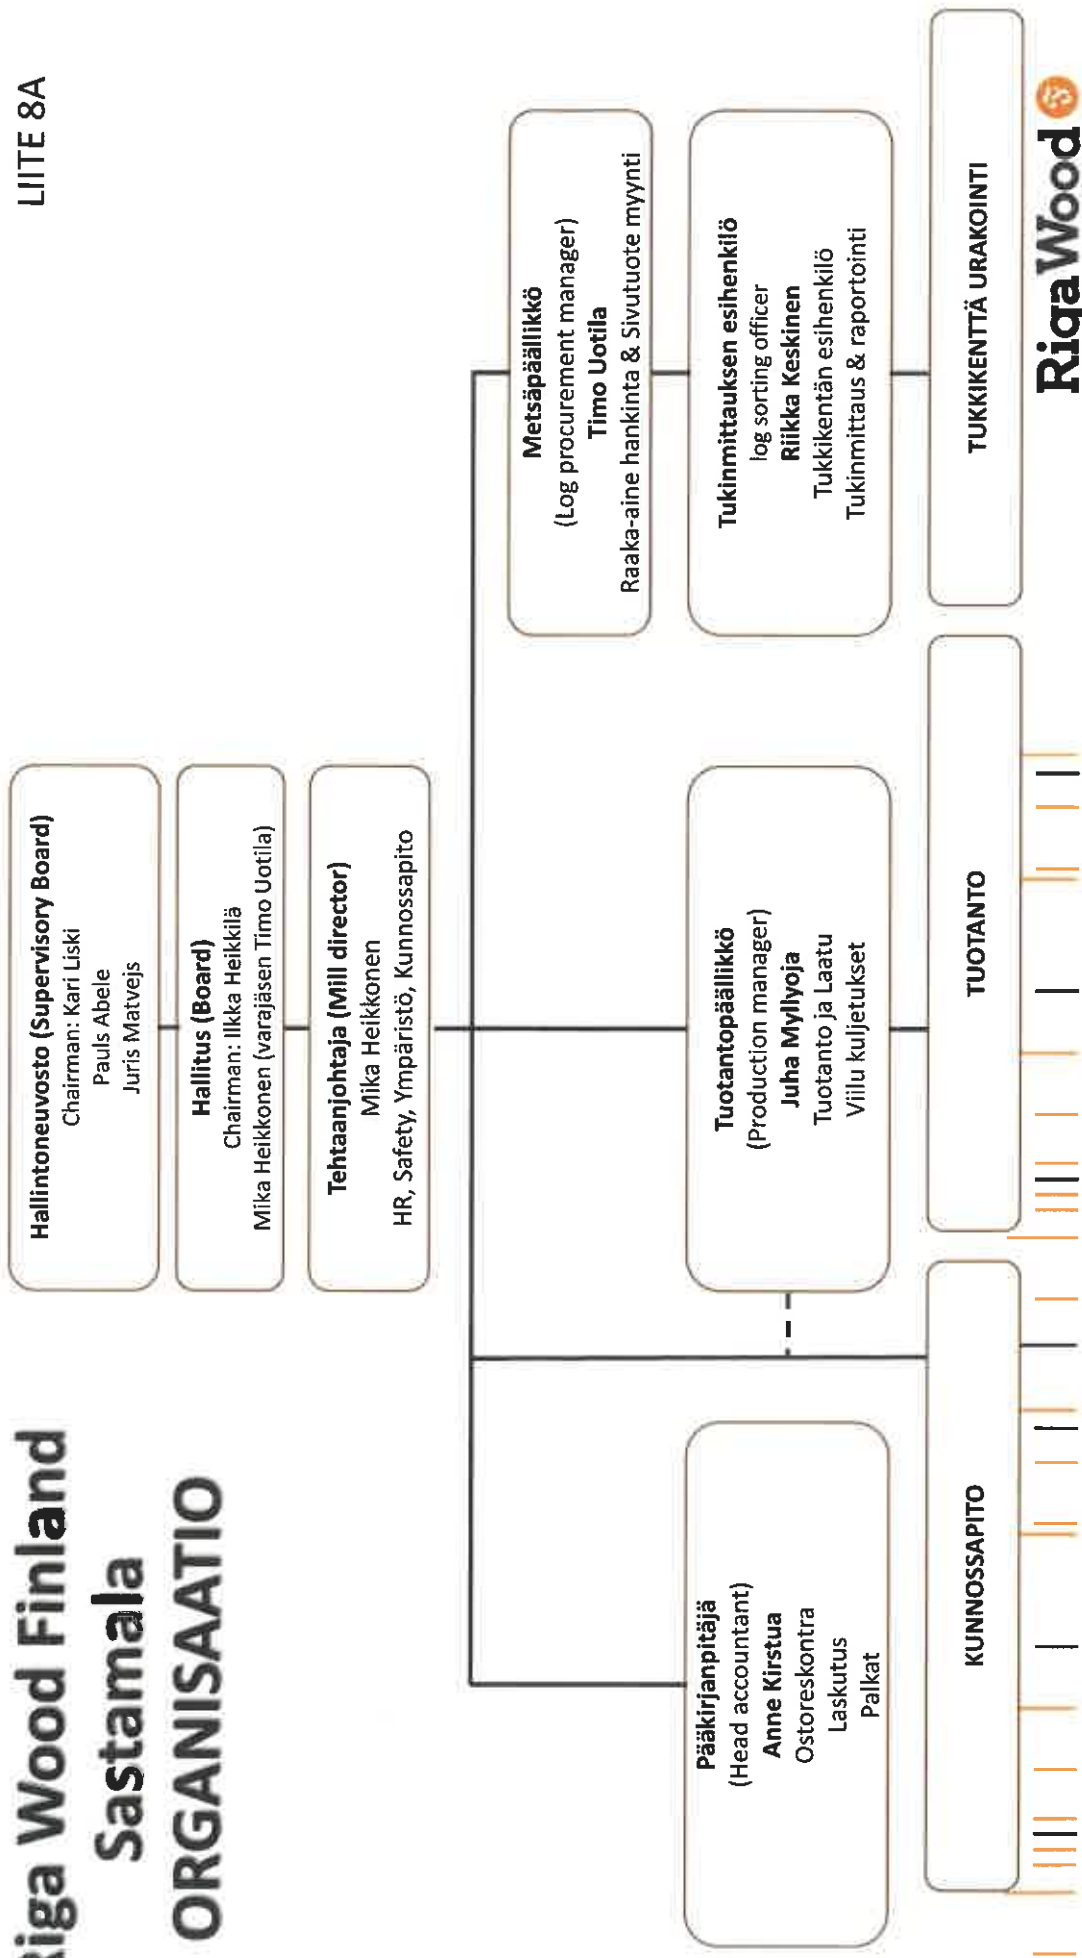 LIITE 8A
Riga Wood Finland
Sastamala
ORGANISAATIO
Hallintoneuvosto (Supervisory Board)
Chairman: Kari Liski
Pauls Abele
Juris Matvejs
Hallitus (Board)
Chairman: Ilkka Heikkilä
Mika Heikkonen (varajäsen Timo Uotila)
Tehtaanjohtaja (Mill director)
Mika Heikkonen
HR, Safety, Ympäristö, Kunnossapito
Metsäpäällikkö
(Log procurement manager)
Timo Uotila
Raaka-aine hankinta & Sivutuote myynti
Pääkirjanpitäjä
(Head accountant)
Anne Kirstua
Ostoreskontra
Laskutus
Palkat
Tuotantopäällikkö
(Production manager)
Juha Myllyoja
Tuotanto ja Laatu
Viilu kuljetukset
Tukinmittauksen esihenkilö
log sorting officer
Riikka Keskinen
Tukkikentän esihenkilö
Tukinmittaus & raportointi
KUNNOSSAPITO
TUOTANTO
TUKKIKENTTÄ URAKOINTI
RigaWood